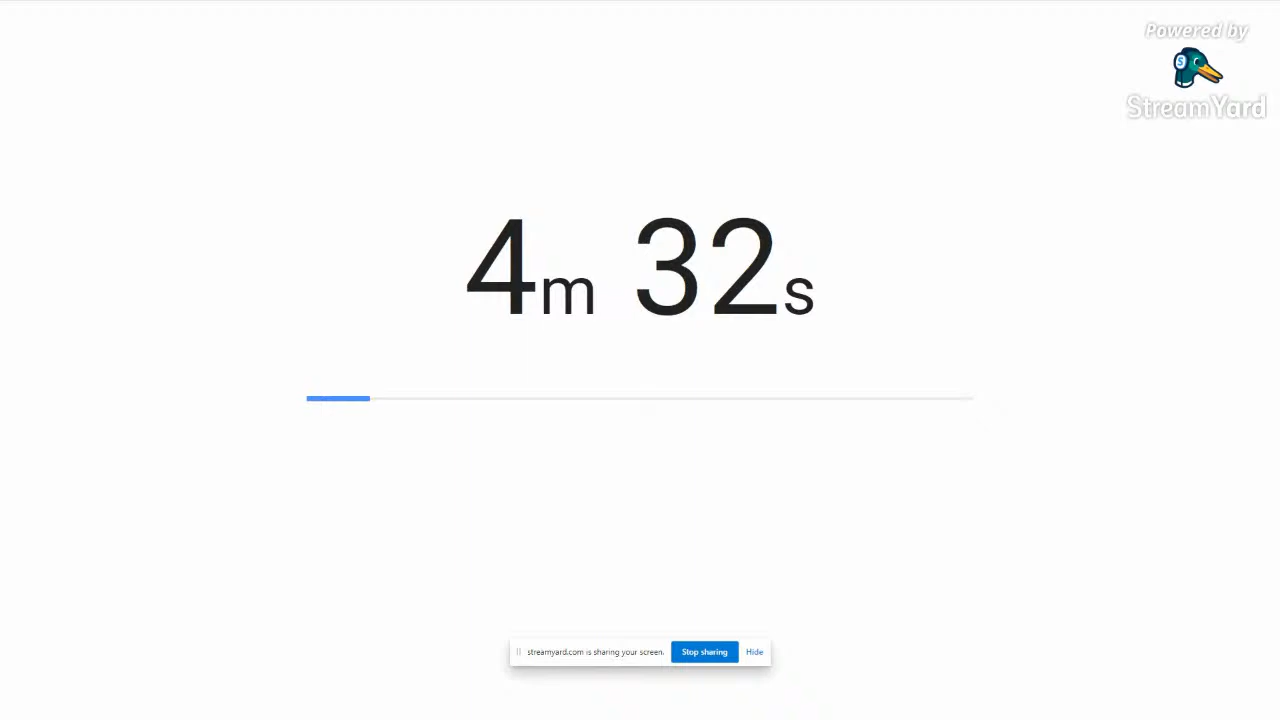 Powered by
S
StreamYard
4m 32s
streamyard.com is sharing your screen.
Stop sharing
Hide